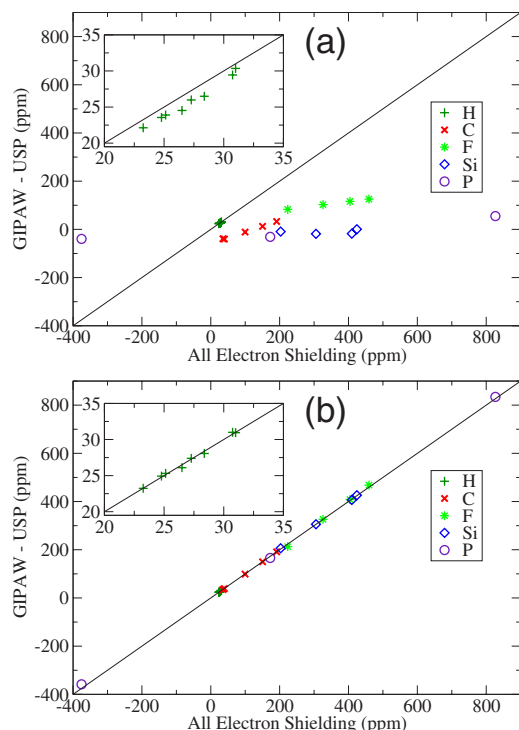 (a)
800
600
400
200
0
-200
-400
GIPAW - USP (ppm)
35
30
25
20
20 25 30 35
H
C
F
Si
P
-400 -200 0 200 400 600 800
All Electron Shielding (ppm)
(b)
800
600
400
200
0
-200
-400
GIPAW - USP (ppm)
35
30
25
20
20 25 30 35
H
C
F
Si
P
-400 -200 0 200 400 600 800
All Electron Shielding (ppm)